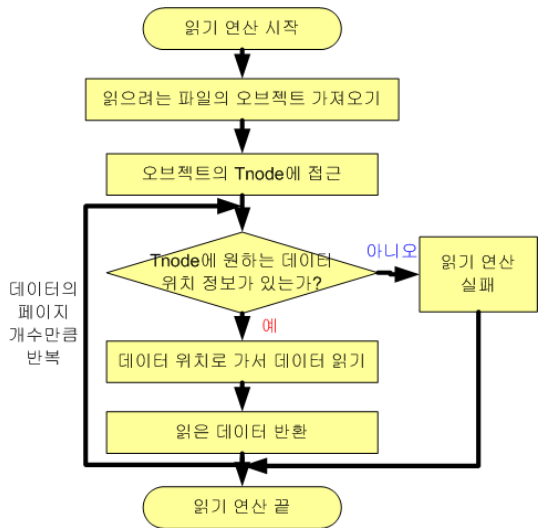 읽기 연산 시작
읽으려는 파일의 오브젝트 가져오기
오브젝트의 Tnode에 접근
Tnode에 원하는 데이터
위치 정보가 있는가?
아니오
읽기 연산
실패
데이터의
페이지
개수만큼
반복
예
데이터 위치로 가서 데이터 읽기
읽은 데이터 반환
읽기 연산 끝